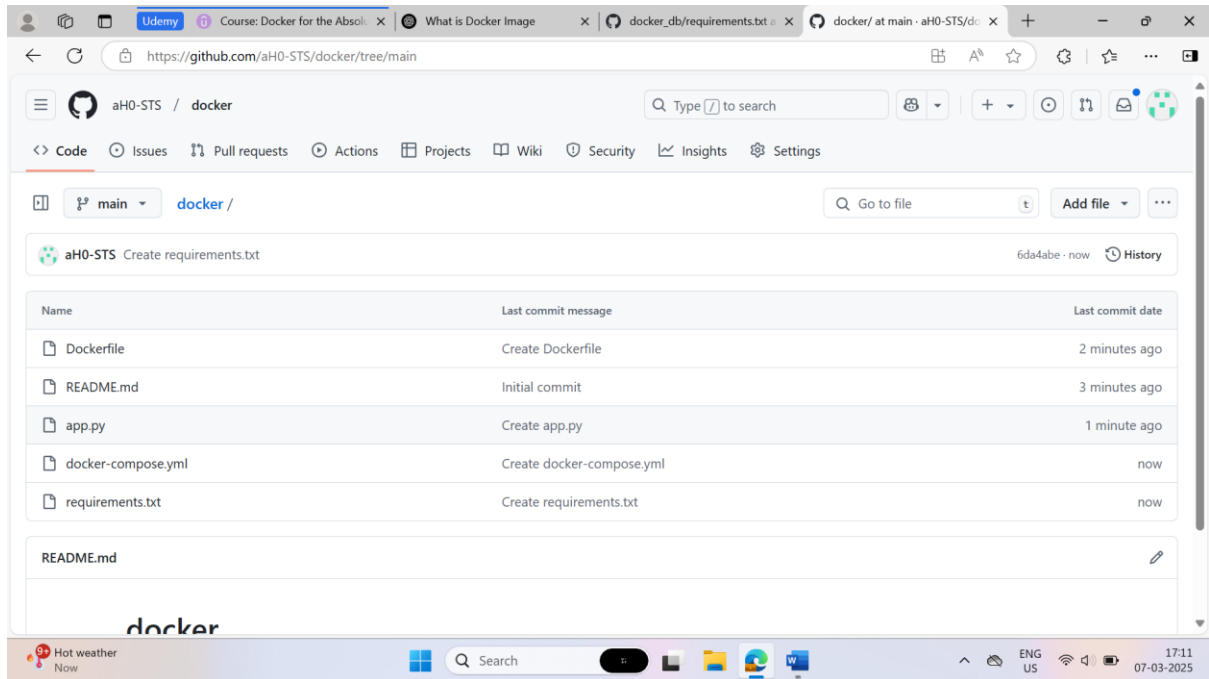 Udemy Course: Docker for the Absolu What is Docker Image docker_db/requirements.txt a docker/ at main · aH0-STS/do
https://github.com/aH0-STS/docker/tree/main
aH0-STS / docker Type / to search
Code Issues Pull requests Actions Projects Wiki Security Insights Settings
main docker / Go to file t Add file
aH0-STS Create requirements.txt 6da4abe · now History
Name Last commit message Last commit date
Dockerfile Create Dockerfile 2 minutes ago
README.md Initial commit 3 minutes ago
app.py Create app.py 1 minute ago
docker-compose.yml Create docker-compose.yml now
requirements.txt Create requirements.txt now
README.md
docker
9+ Hot weather Search ENG 17:11
Now US 07-03-2025